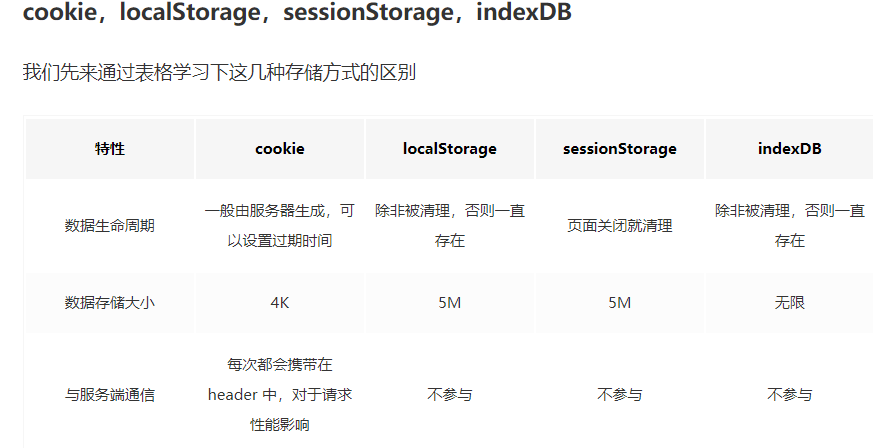 cookie，localStorage，sessionStorage，indexDB
我们先来通过表格学习下这几种存储方式的区别
特性 cookie localStorage sessionStorage indexDB
数据生命周期 一般由服务器生成，可以设置过期时间 除非被清理，否则一直存在 页面关闭就清理 除非被清理，否则一直存在
数据存储大小 4K 5M 5M 无限
与服务端通信 每次都会携带在 header 中，对于请求性能影响 不参与 不参与 不参与